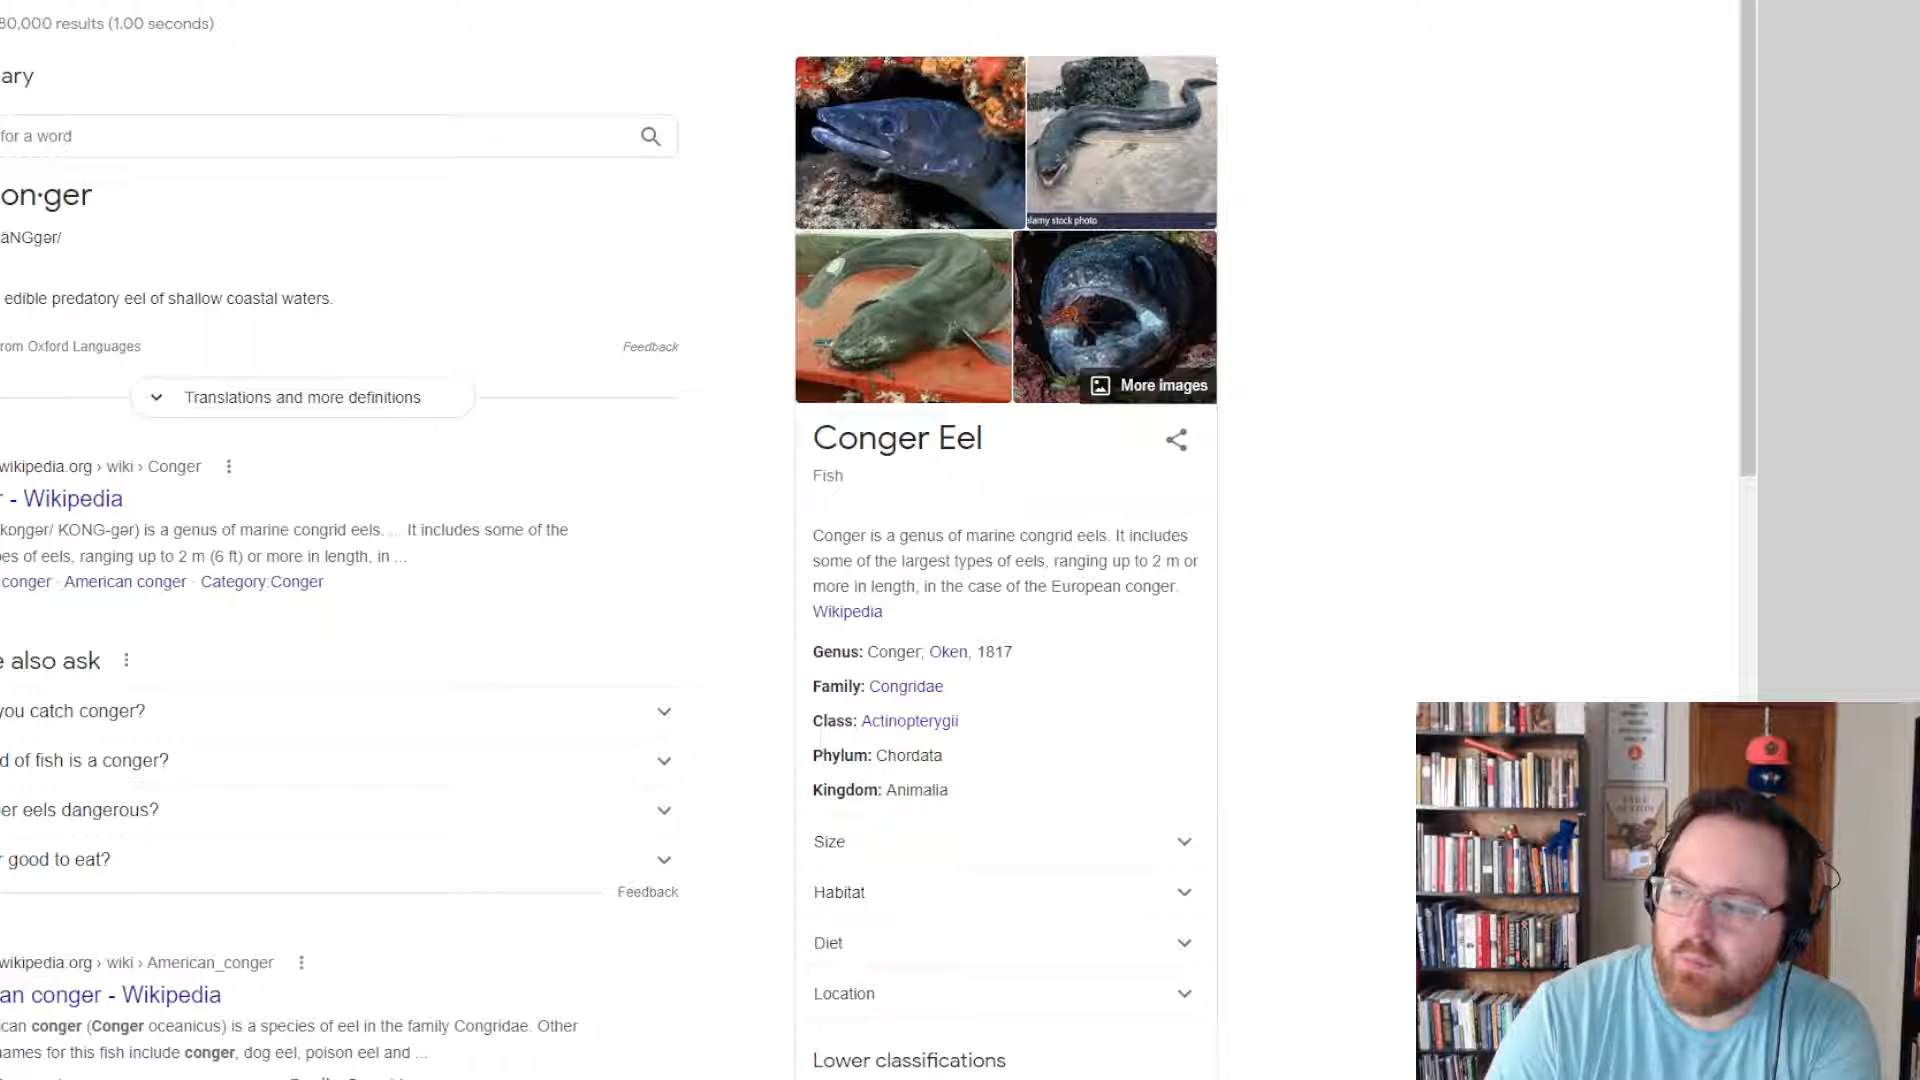 80,000 results (1.00 seconds)
ary
for a word
on·ger
äNGgər/
edible predatory eel of shallow coastal waters.
rom Oxford Languages
Feedback
Translations and more definitions
wikipedia.org › wiki › Conger
r - Wikipedia
kɒŋɡər/ KONG-gər) is a genus of marine congrid eels. ... It includes some of the
es of eels, ranging up to 2 m (6 ft) or more in length, in ...
conger · American conger · Category:Conger
e also ask
you catch conger?
d of fish is a conger?
er eels dangerous?
r good to eat?
Feedback
wikipedia.org › wiki › American_conger
an conger - Wikipedia
can conger (Conger oceanicus) is a species of eel in the family Congridae. Other
names for this fish include conger, dog eel, poison eel and ...
alamy stock photo
More images
Conger Eel
Fish
Conger is a genus of marine congrid eels. It includes
some of the largest types of eels, ranging up to 2 m or
more in length, in the case of the European conger.
Wikipedia
Genus: Conger; Oken, 1817
Family: Congridae
Class: Actinopterygii
Phylum: Chordata
Kingdom: Animalia
Size
Habitat
Diet
Location
Lower classifications